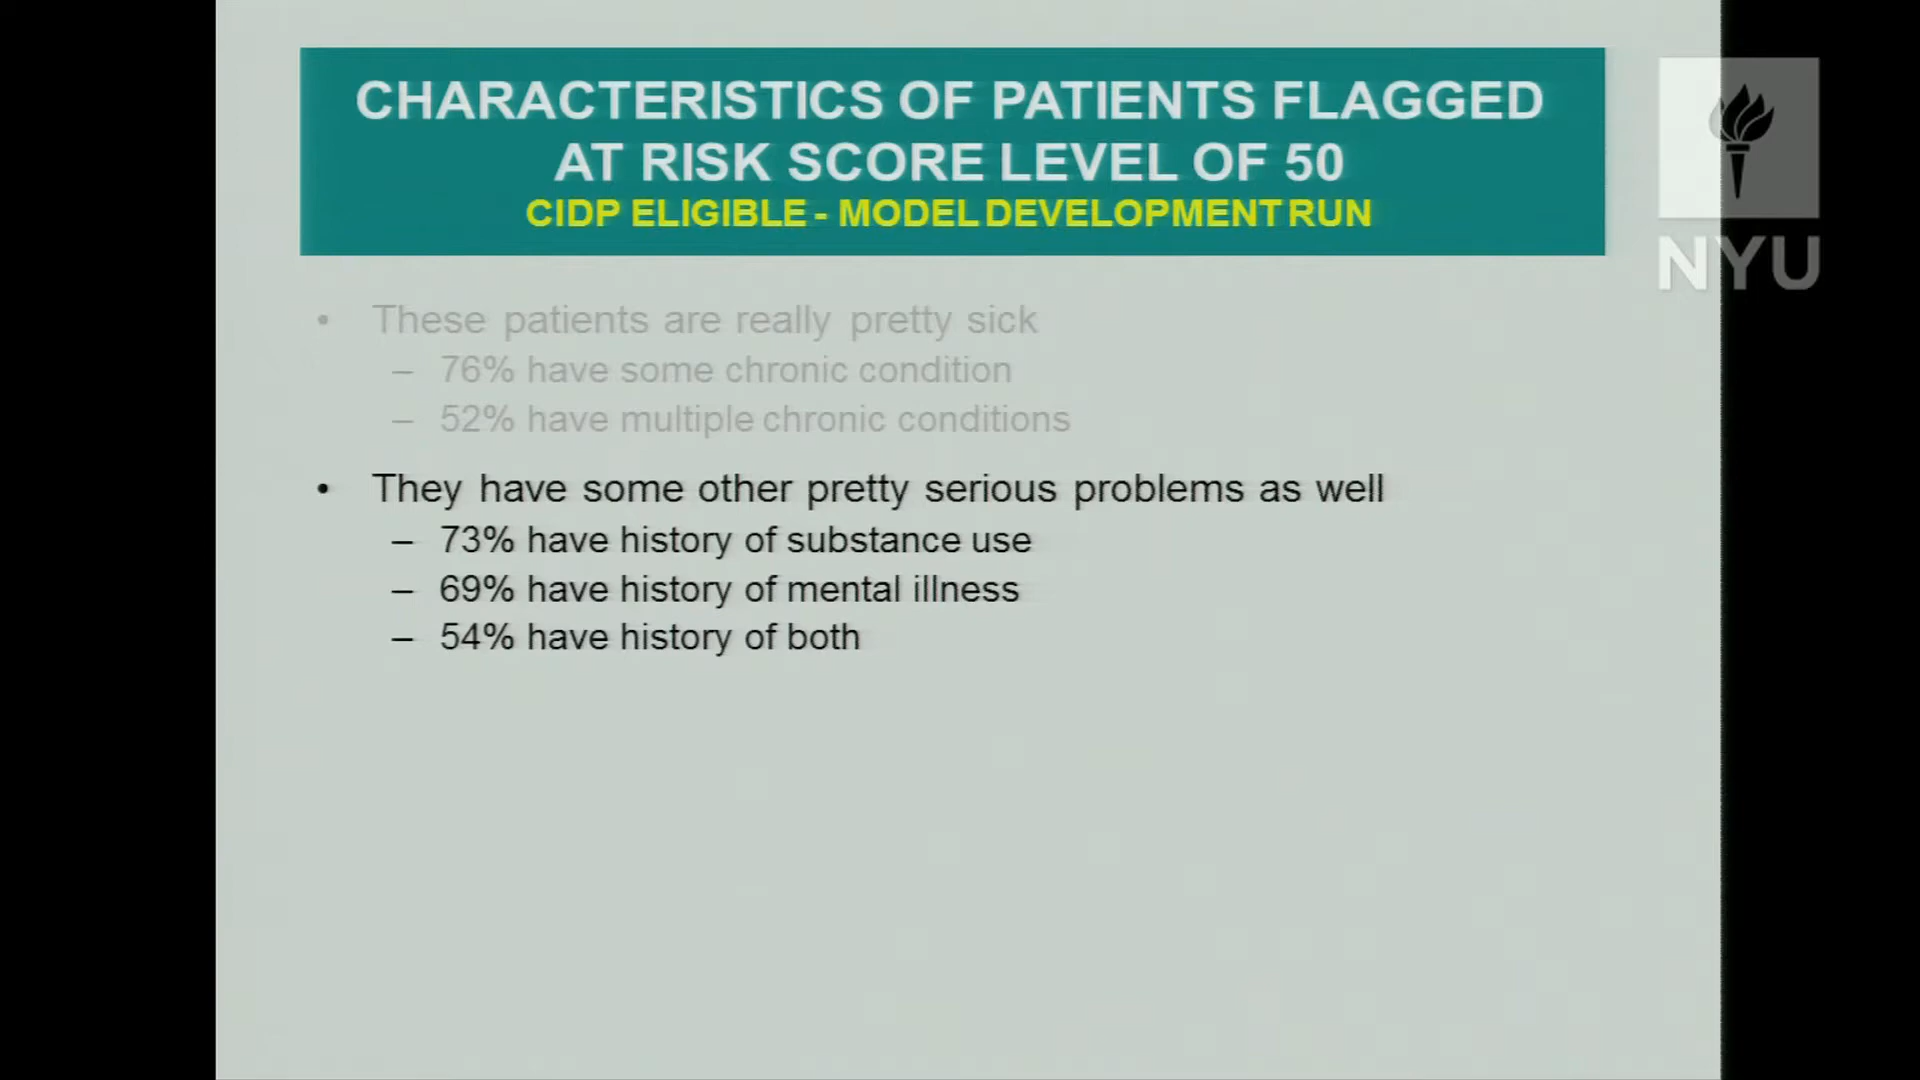 CHARACTERISTICS OF PATIENTS FLAGGED
AT RISK SCORE LEVEL OF 50
CIDP ELIGIBLE - MODEL DEVELOPMENT RUN
NYU
• These patients are really pretty sick
– 76% have some chronic condition
– 52% have multiple chronic conditions
• They have some other pretty serious problems as well
– 73% have history of substance use
– 69% have history of mental illness
– 54% have history of both